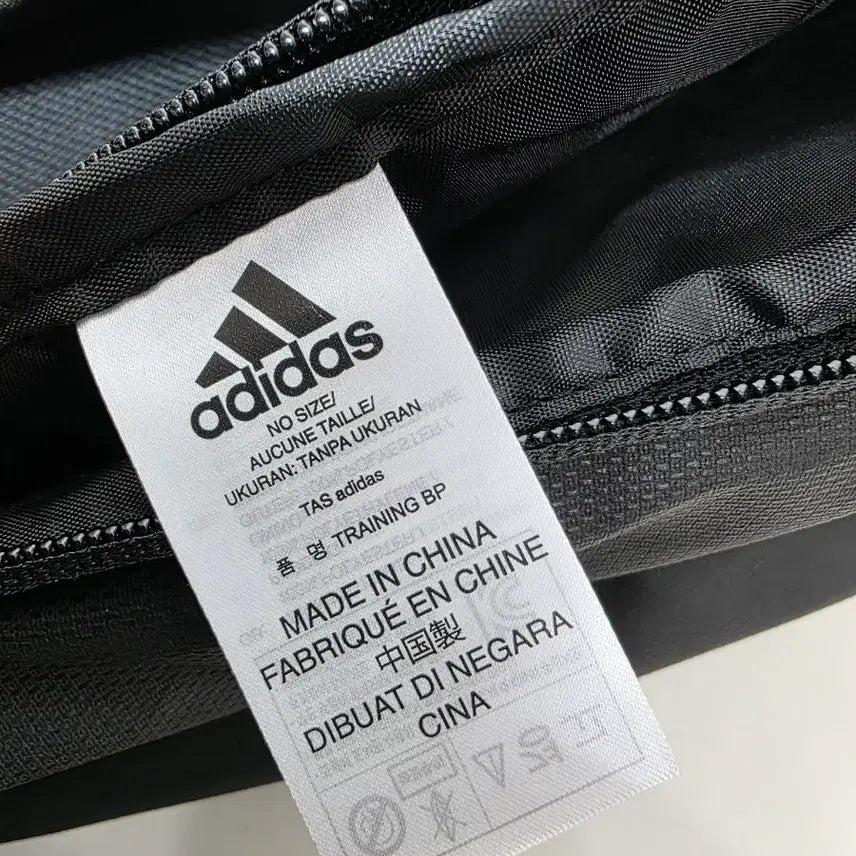 adidas
NO SIZE/
AUCUNE TAILLE/
UKURAN: TANPA UKURAN
TAS adidas
품 명 TRAINING BP
MADE IN CHINA
FABRIQUÉ EN CHINE
中国製
DIBUAT DI NEGARA
CINA